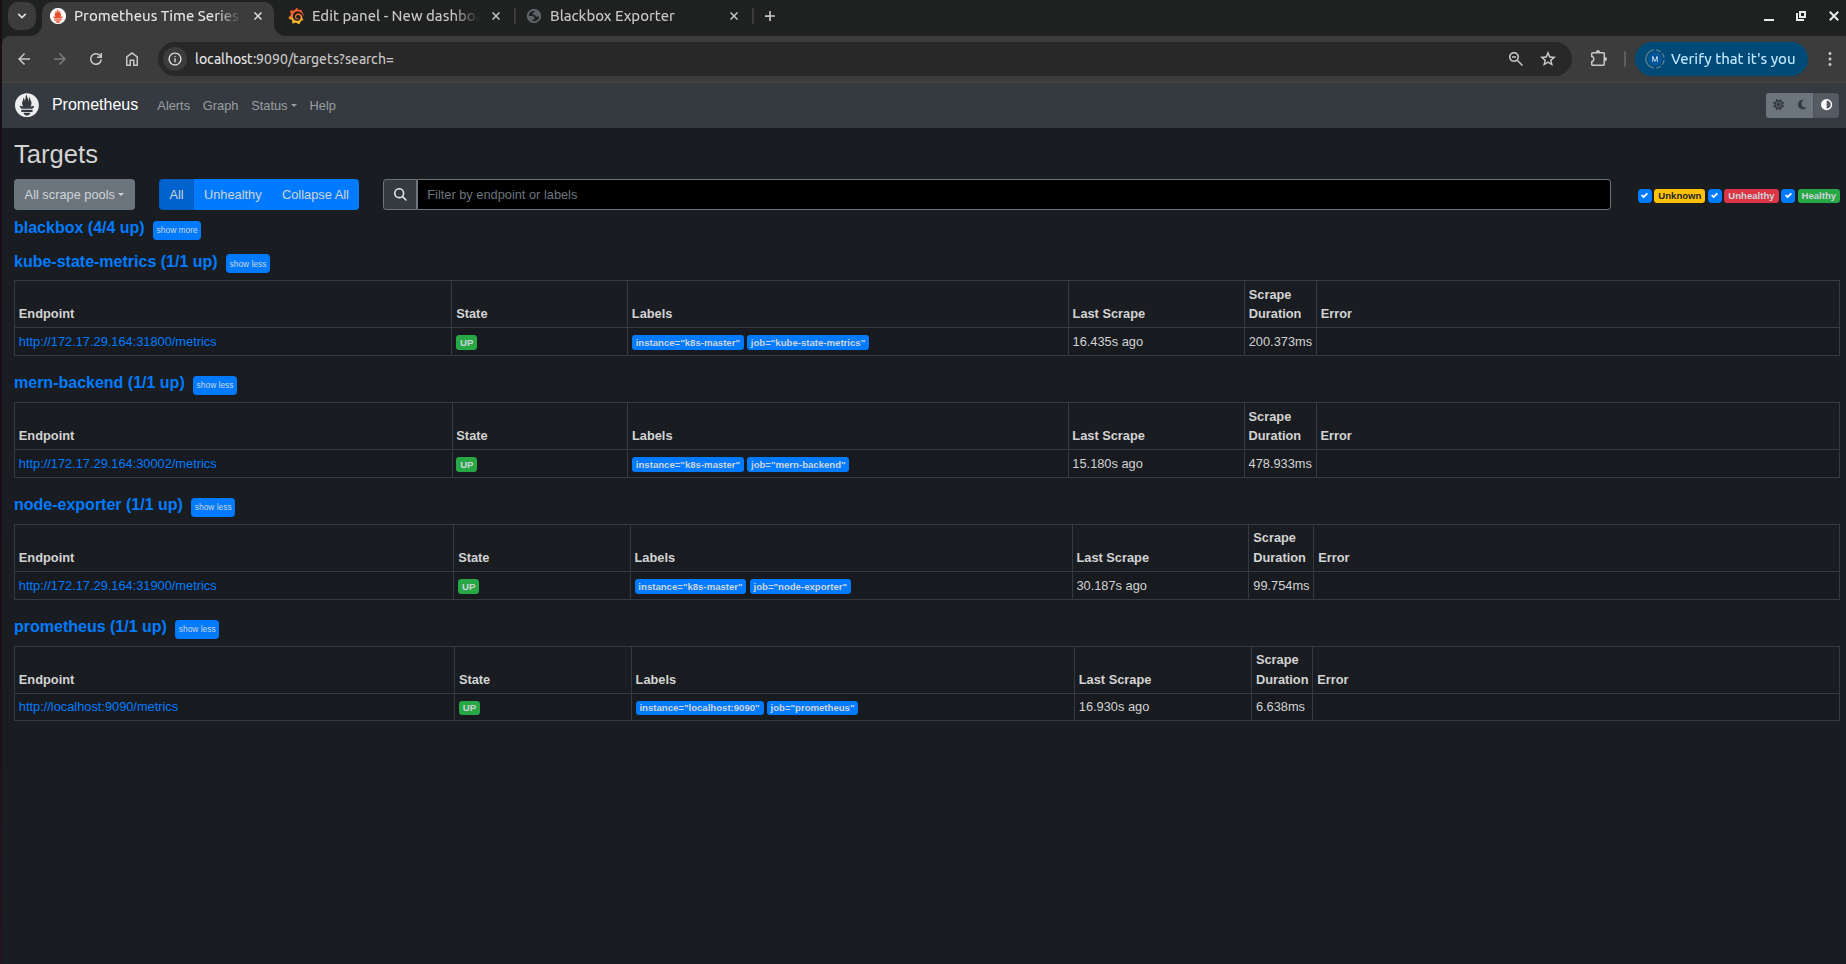 Prometheus Time Series
Edit panel - New dashbo
Blackbox Exporter
localhost:9090/targets?search=
M Verify that it's you
Prometheus Alerts Graph Status Help
Targets
All scrape pools All Unhealthy Collapse All Filter by endpoint or labels Unknown Unhealthy Healthy
blackbox (4/4 up) show more
kube-state-metrics (1/1 up) show less
Endpoint State Labels Last Scrape Scrape Duration Error
http://172.17.29.164:31800/metrics UP instance="k8s-master" job="kube-state-metrics" 16.435s ago 200.373ms
mern-backend (1/1 up) show less
Endpoint State Labels Last Scrape Scrape Duration Error
http://172.17.29.164:30002/metrics UP instance="k8s-master" job="mern-backend" 15.180s ago 478.933ms
node-exporter (1/1 up) show less
Endpoint State Labels Last Scrape Scrape Duration Error
http://172.17.29.164:31900/metrics UP instance="k8s-master" job="node-exporter" 30.187s ago 99.754ms
prometheus (1/1 up) show less
Endpoint State Labels Last Scrape Scrape Duration Error
http://localhost:9090/metrics UP instance="localhost:9090" job="prometheus" 16.930s ago 6.638ms